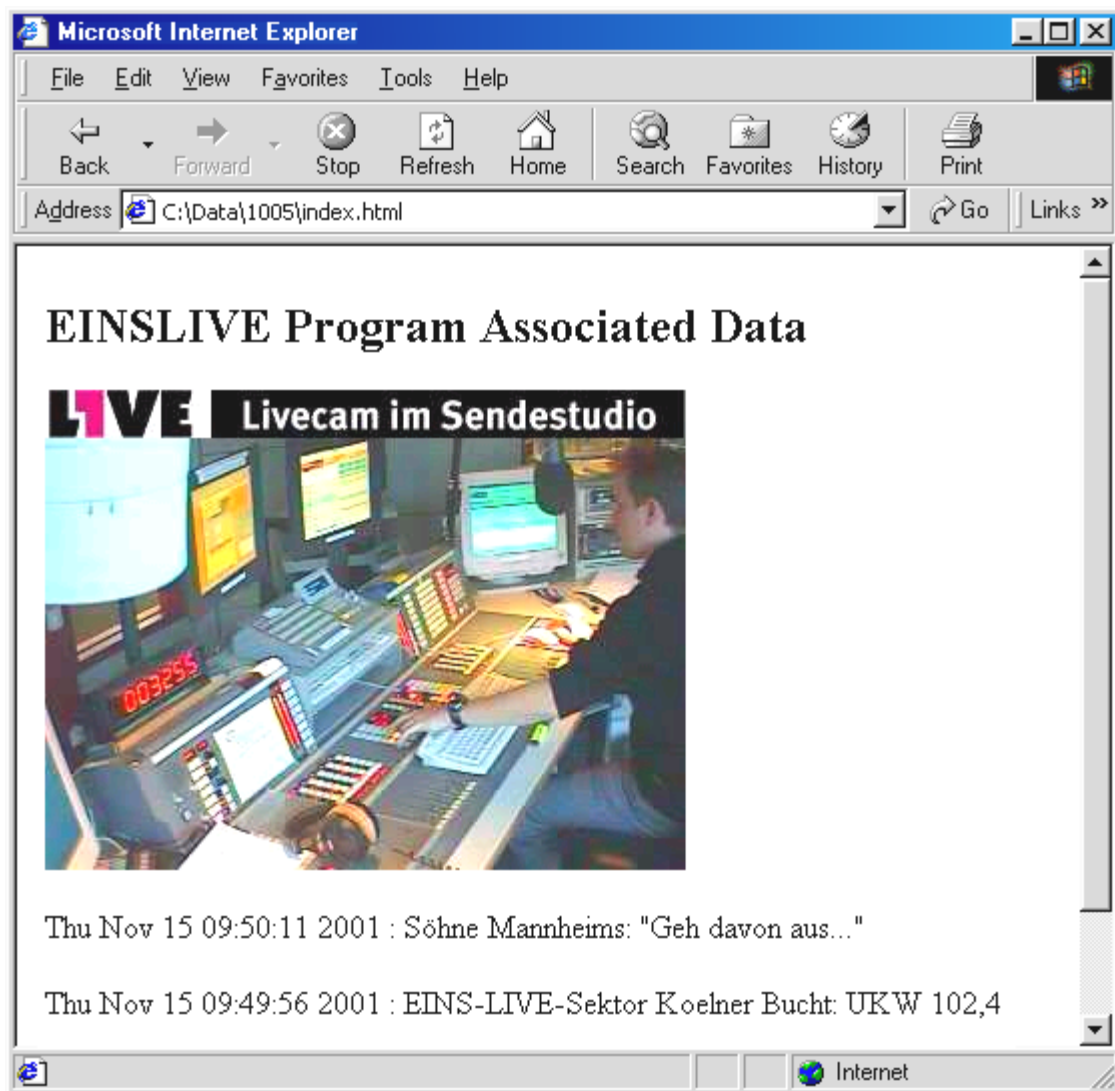 Microsoft Internet Explorer
File Edit View Favorites Tools Help
Back Forward Stop Refresh Home Search Favorites History Print
Address C:\Data\1005\index.html Go Links »
EINSLIVE Program Associated Data
L1VE Livecam im Sendestudio
003255
Thu Nov 15 09:50:11 2001 : Söhne Mannheims: "Geh davon aus..."
Thu Nov 15 09:49:56 2001 : EINS-LIVE-Sektor Koelner Bucht: UKW 102,4
Internet